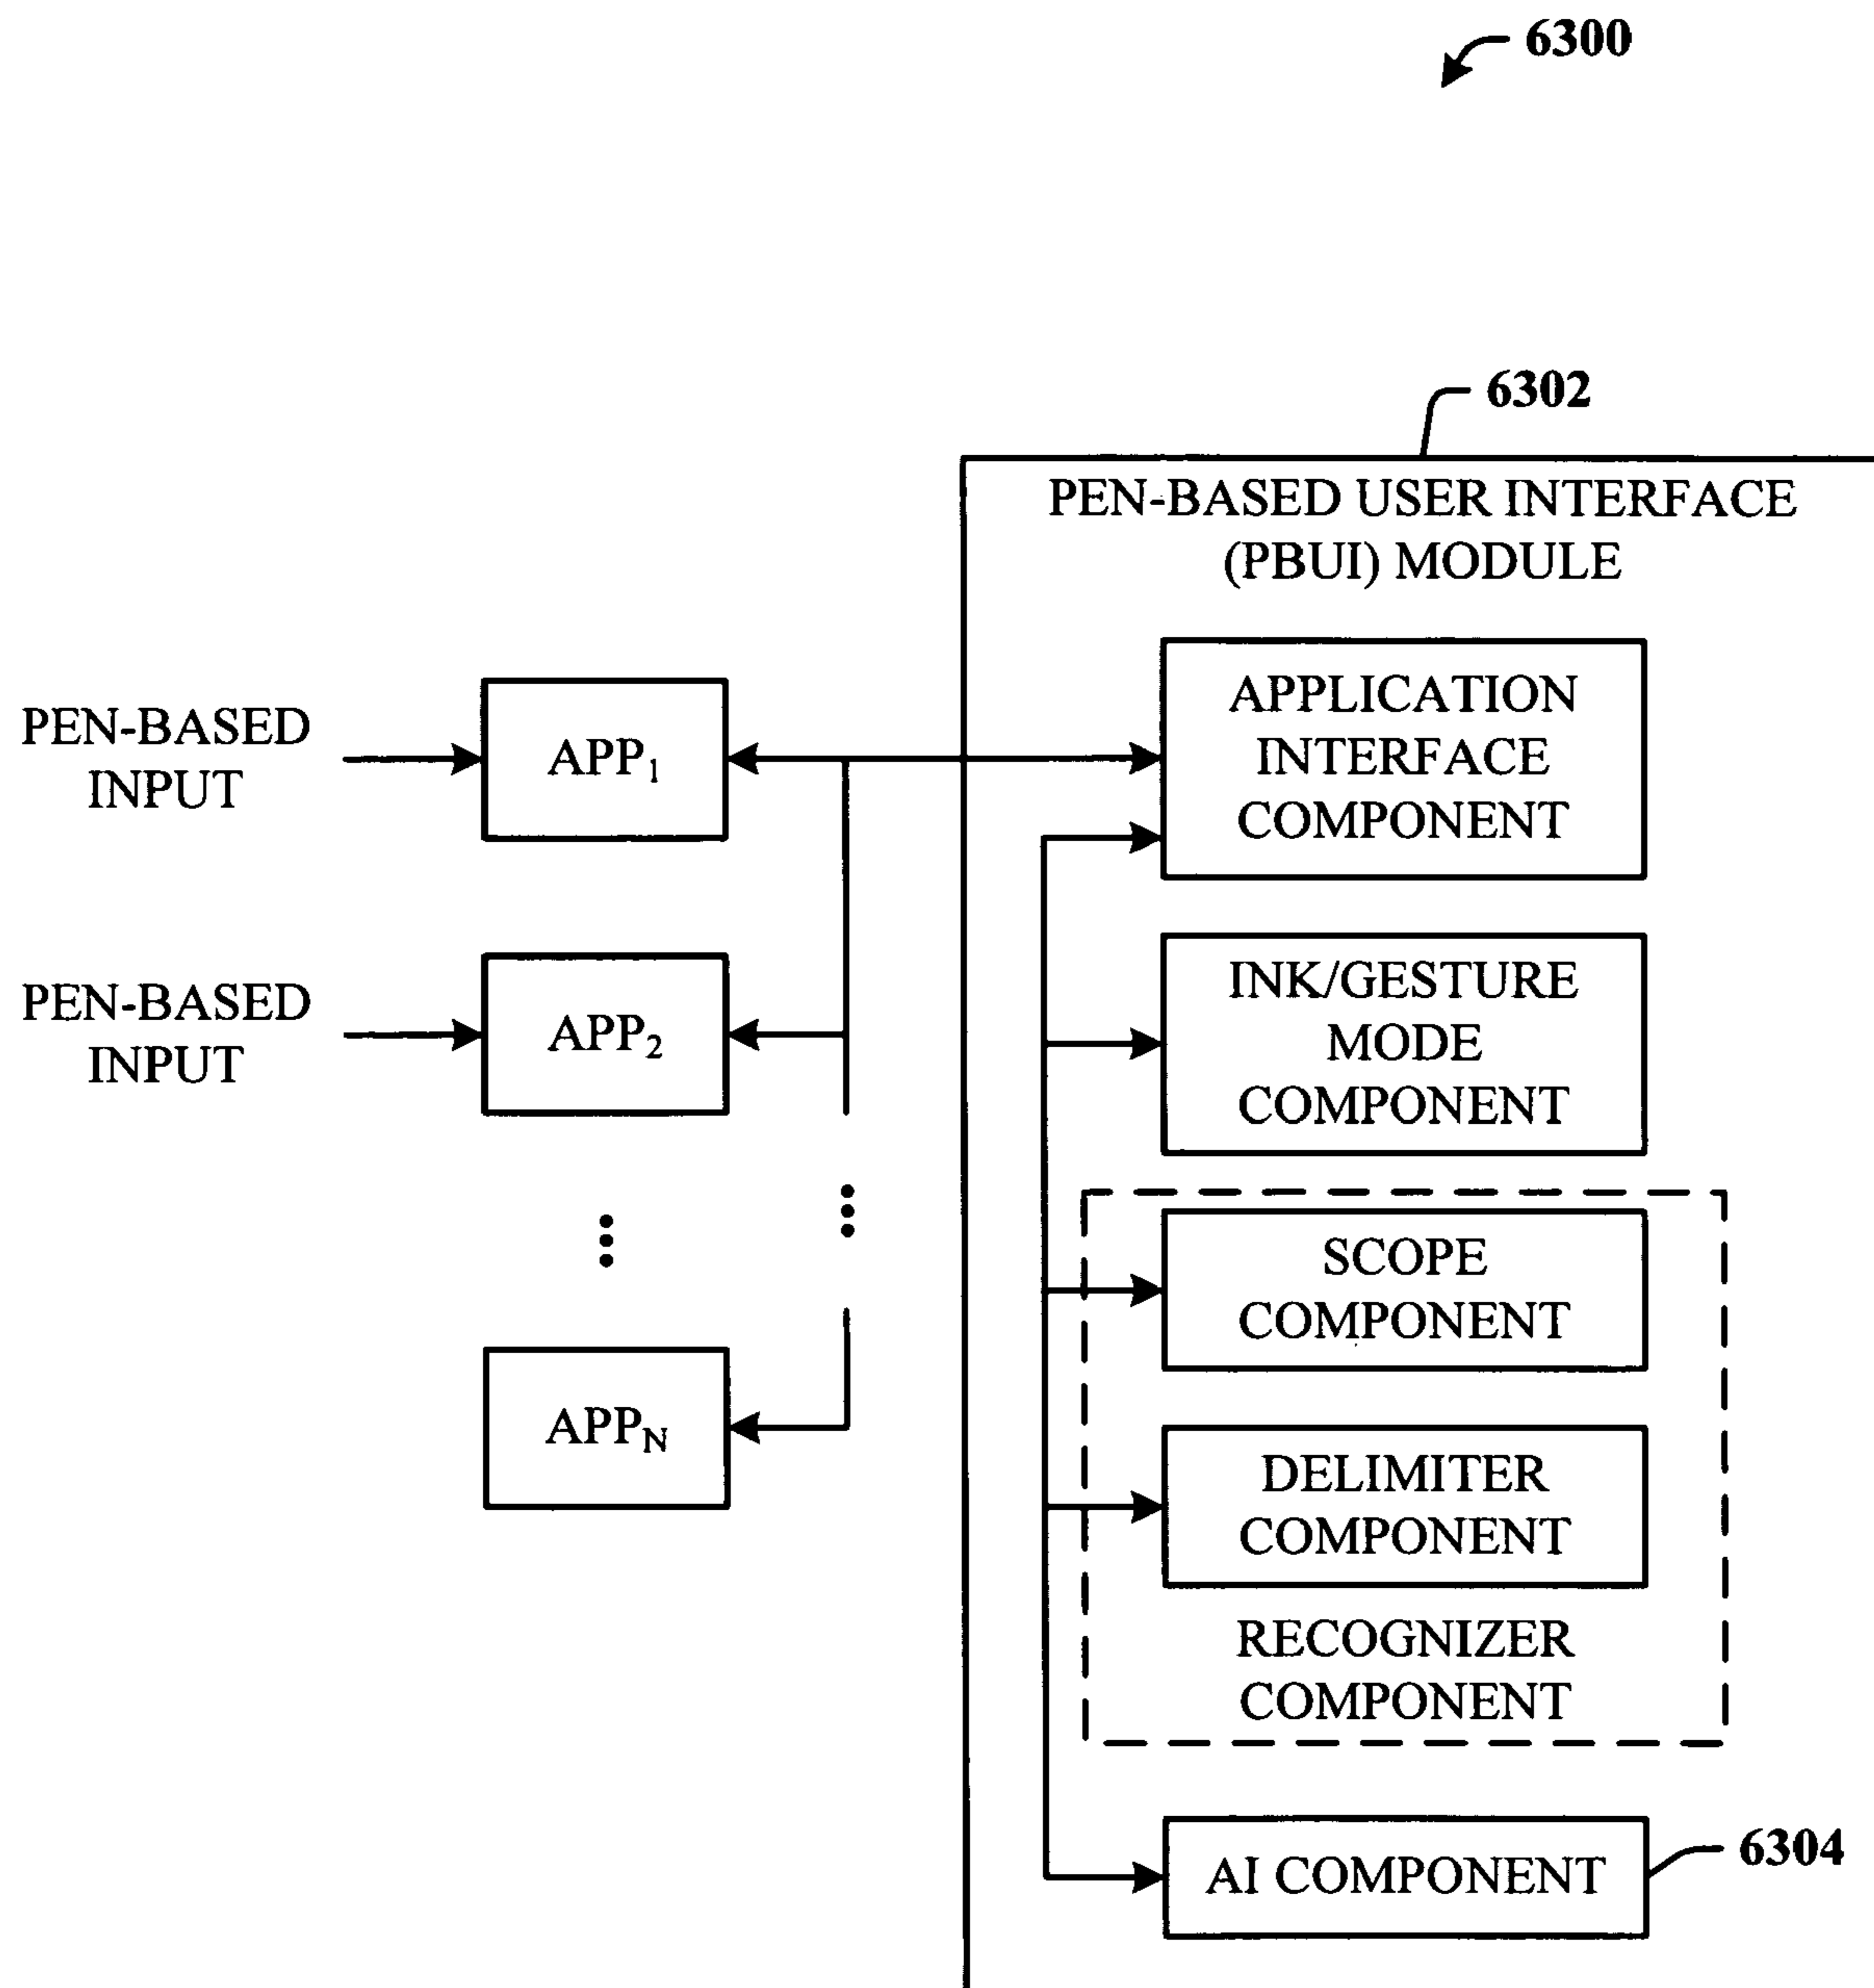 6300
6302
PEN-BASED USER INTERFACE
(PBUI) MODULE
APPLICATION
INTERFACE
COMPONENT
PEN-BASED
INPUT
APP₁
INK/GESTURE
MODE
COMPONENT
PEN-BASED
INPUT
APP₂
SCOPE
COMPONENT
APP_N
DELIMITER
COMPONENT
RECOGNIZER
COMPONENT
AI COMPONENT
6304